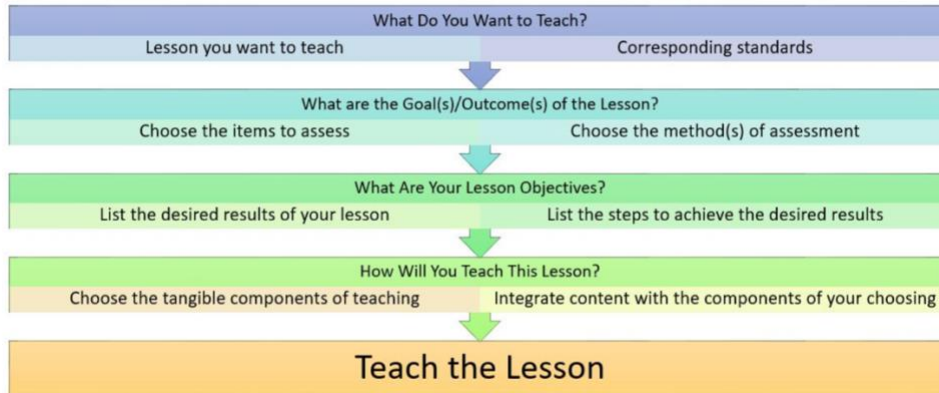 What Do You Want to Teach?
Lesson you want to teach
Corresponding standards
What are the Goal(s)/Outcome(s) of the Lesson?
Choose the items to assess
Choose the method(s) of assessment
What Are Your Lesson Objectives?
List the desired results of your lesson
List the steps to achieve the desired results
How Will You Teach This Lesson?
Choose the tangible components of teaching
Integrate content with the components of your choosing
Teach the Lesson